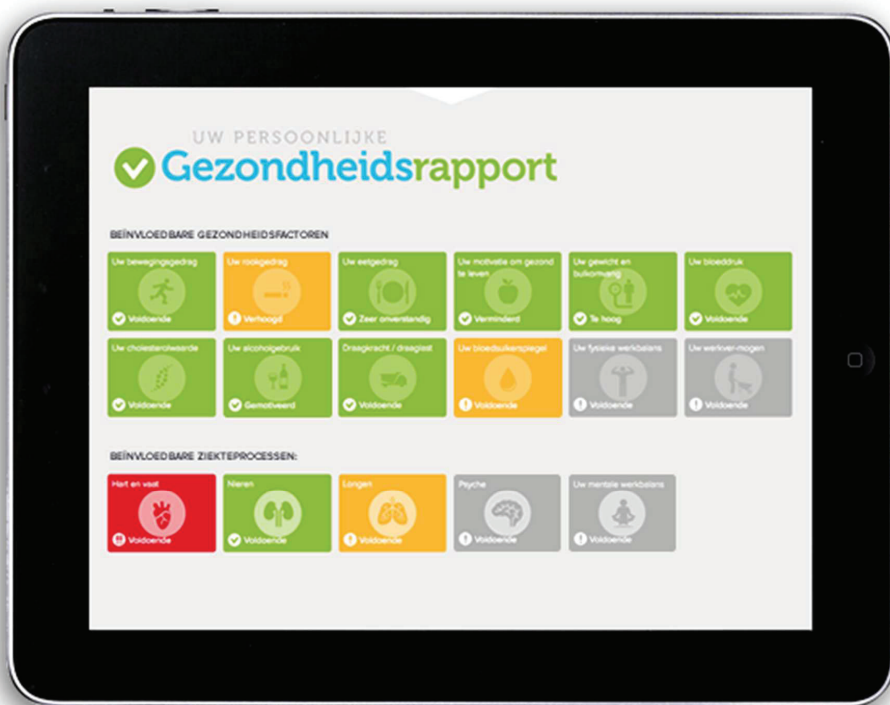 UW PERSOONLIJKE
Gezondheidsrapport
BEÏNVLOEDBARE GEZONDHEIDSFACTOREN
Uw bewegingsgedrag
Voldoende
Uw rookgedrag
Verhoogd
Uw eetgedrag
Zeer onverstandig
Uw motivatie om gezond
te leven
Verminderd
Uw gewicht en
buikomvang
Te hoog
Uw bloeddruk
Voldoende
Uw cholesterolwaarde
Voldoende
Uw alcoholgebruik
Gemotiveerd
Draagkracht / draaglast
Voldoende
Uw bloedsuikerspiegel
Voldoende
Uw fysieke werkbalans
Voldoende
Uw werkver-mogen
Voldoende
BEÏNVLOEDBARE ZIEKTEPROCESSEN:
Hart en vaat
Voldoende
Nieren
Voldoende
Longen
Voldoende
Psyche
Voldoende
Uw mentale werkbalans
Voldoende